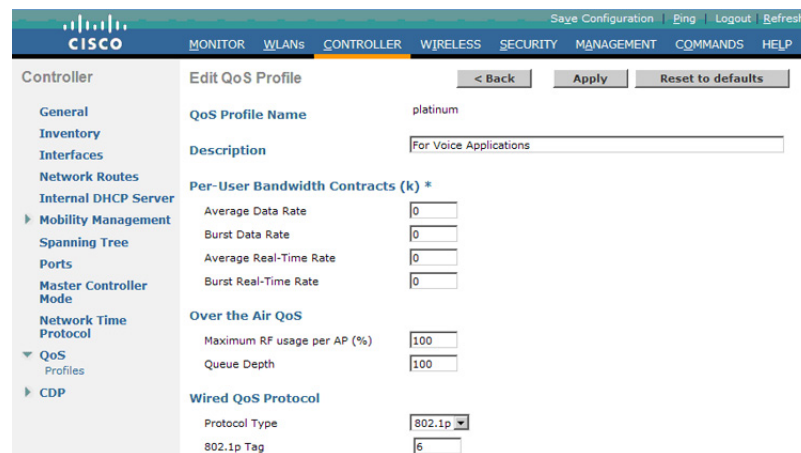 Save Configuration | Ping | Logout | Refresh
CISCO
MONITOR WLANs CONTROLLER WIRELESS SECURITY MANAGEMENT COMMANDS HELP
Controller
General
Inventory
Interfaces
Network Routes
Internal DHCP Server
Mobility Management
Spanning Tree
Ports
Master Controller
Mode
Network Time
Protocol
QoS
Profiles
CDP
Edit QoS Profile
< Back
Apply
Reset to defaults
QoS Profile Name platinum
Description For Voice Applications
Per-User Bandwidth Contracts (k) *
Average Data Rate 0
Burst Data Rate 0
Average Real-Time Rate 0
Burst Real-Time Rate 0
Over the Air QoS
Maximum RF usage per AP (%) 100
Queue Depth 100
Wired QoS Protocol
Protocol Type 802.1p
802.1p Tag 6